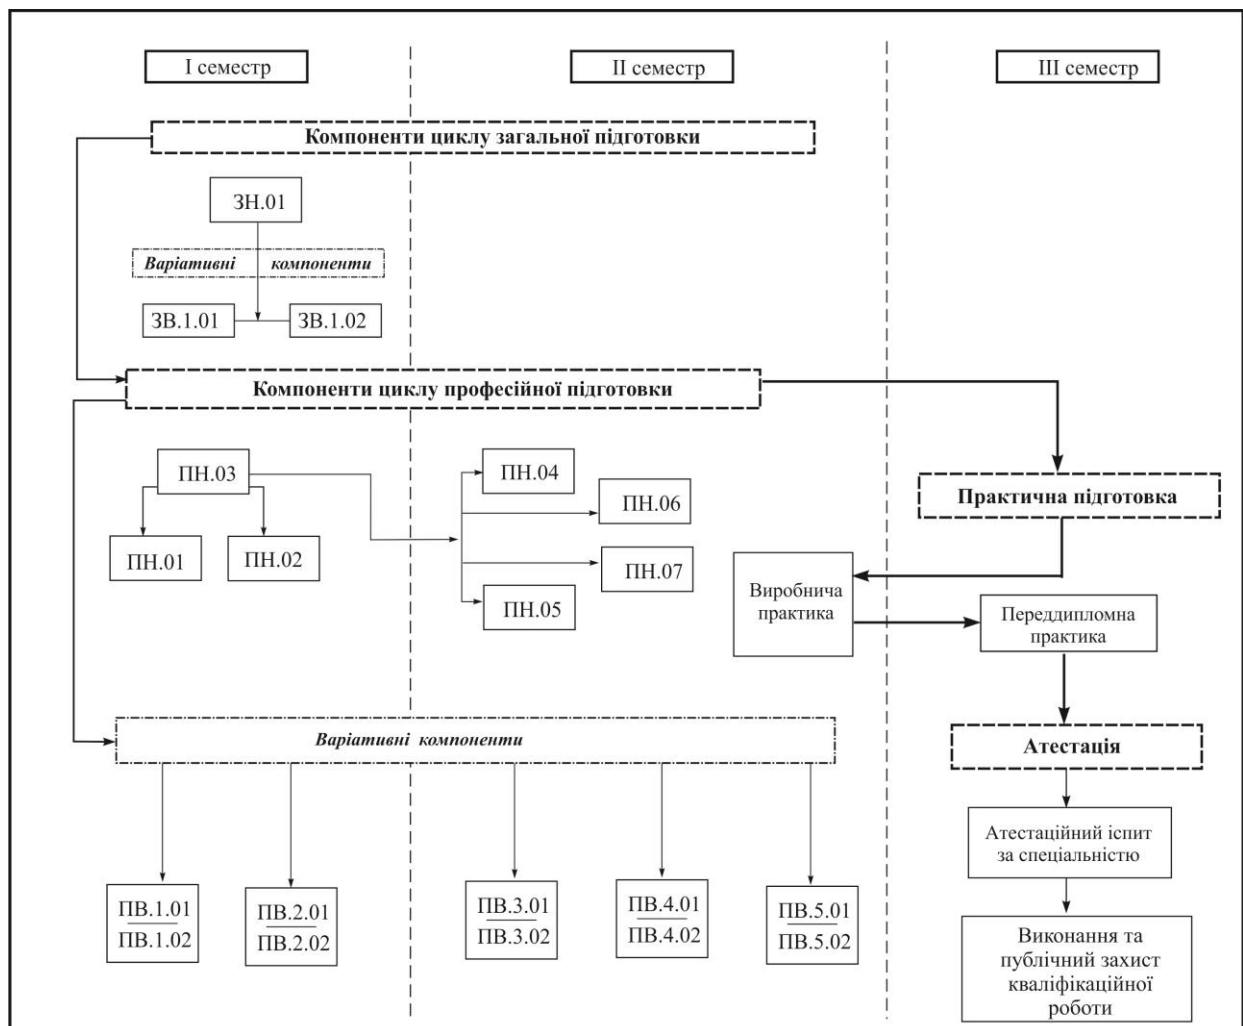 І семестр
ІІ семестр
ІІІ семестр
Компоненти циклу загальної підготовки
ЗН.01
Варіативні компоненти
ЗВ.1.01
ЗВ.1.02
Компоненти циклу професійної підготовки
ПН.03
ПН.04
ПН.06
Практична підготовка
ПН.01
ПН.02
ПН.07
ПН.05
Виробнича
практика
Переддипломна
практика
Варіативні компоненти
Атестація
Атестаційний іспит
за спеціальністю
ПВ.1.01
ПВ.1.02
ПВ.2.01
ПВ.2.02
ПВ.3.01
ПВ.3.02
ПВ.4.01
ПВ.4.02
ПВ.5.01
ПВ.5.02
Виконання та
публічний захист
кваліфікаційної
роботи